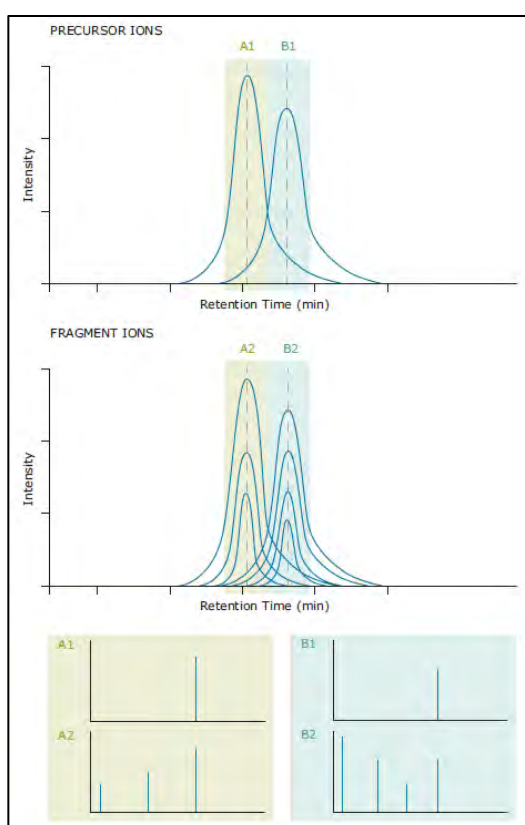 PRECURSOR IONS
A1 B1
Intensity
Retention Time (min)
FRAGMENT IONS
A2 B2
Intensity
Retention Time (min)
A1
B1
A2
B2